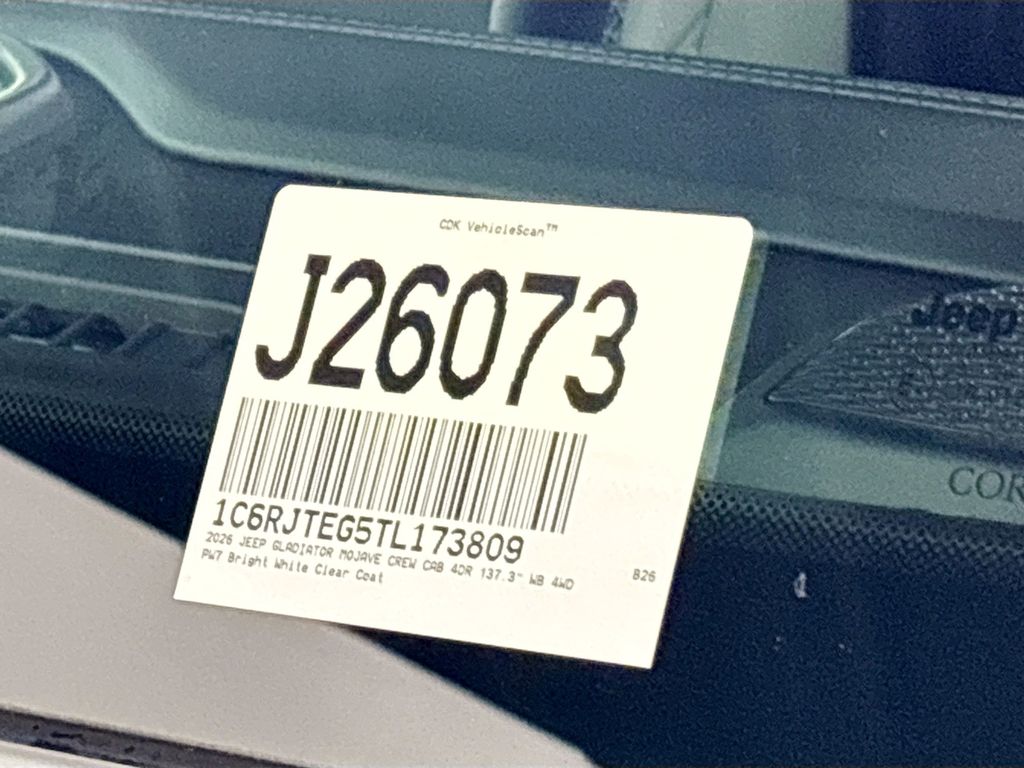 CDK VehicleScan™
J26073
1C6RJTEG5TL173809
2026 JEEP GLADIATOR MOJAVE CREW CAB 4DR 137.3" WB 4WD
PW7 Bright White Clear Coat
B26
Jeep
COR